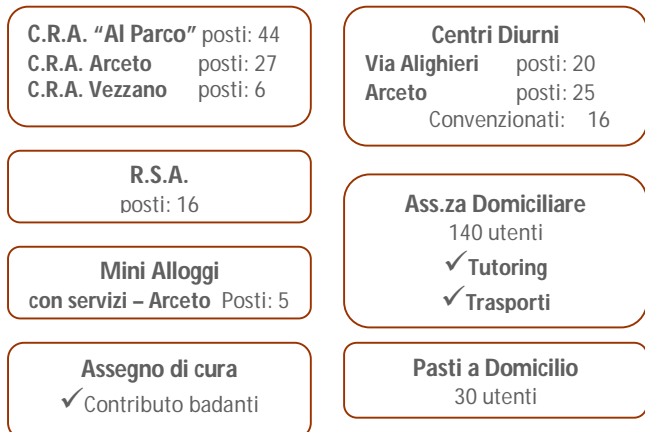 C.R.A. “Al Parco” posti: 44
C.R.A. Arceto posti: 27
C.R.A. Vezzano posti: 6
R.S.A.
posti: 16
Mini Alloggi
con servizi – Arceto Posti: 5
Assegno di cura
✓Contributo badanti
Centri Diurni
Via Alighieri posti: 20
Arceto posti: 25
Convenzionati: 16
Ass.za Domiciliare
140 utenti
✓Tutoring
✓Trasporti
Pasti a Domicilio
30 utenti